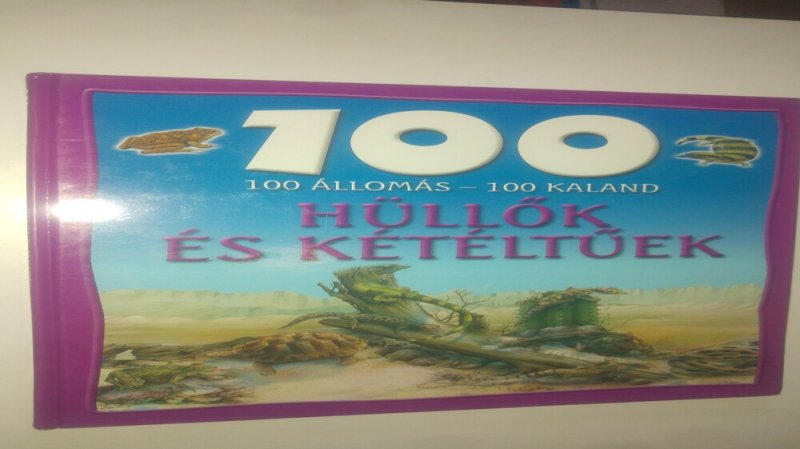 100
100 ÁLLOMÁS – 100 KALAND
HÜLLŐK
ÉS KÉTÉLTŰEK